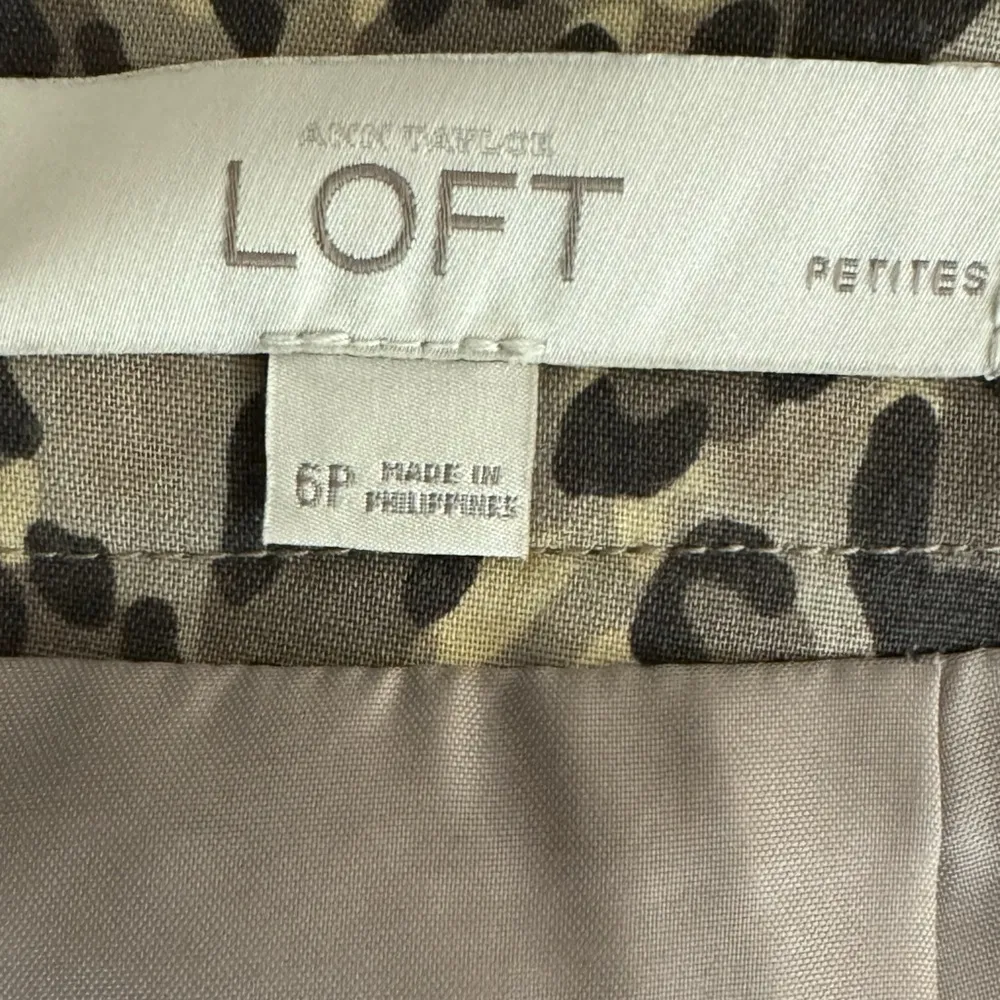 ANN TAYLOR
LOFT
PETITES
6P MADE IN
PHILIPPINES